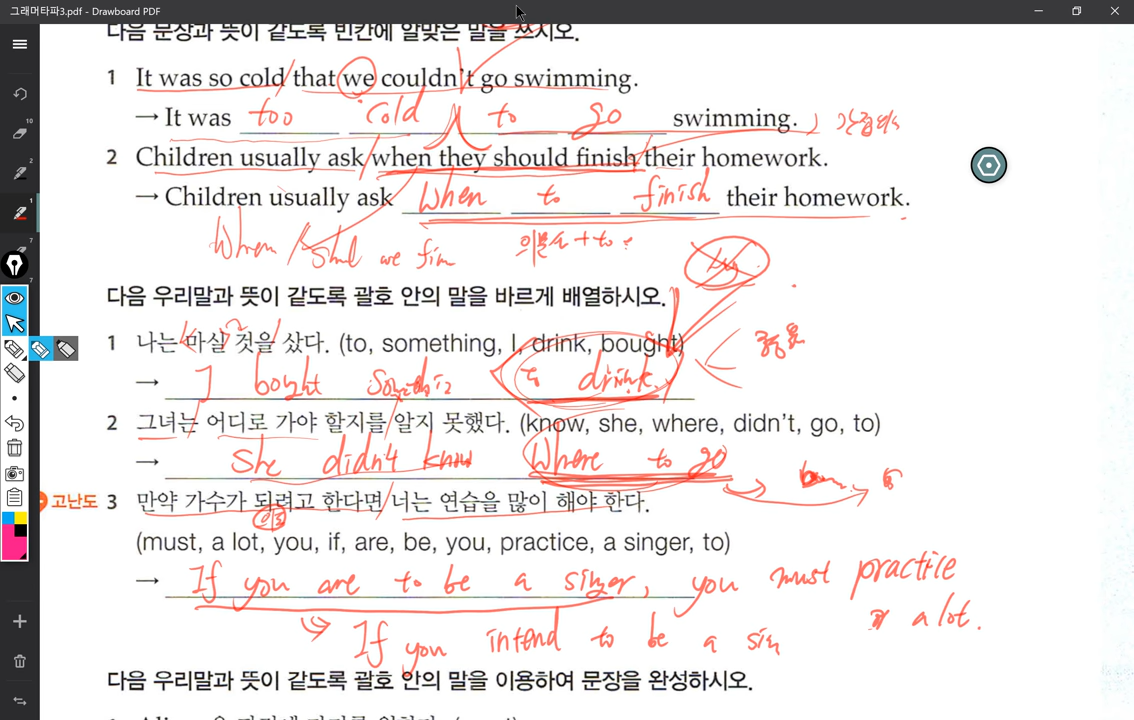 그래머타파3.pdf - Drawboard PDF
다음 문장과 뜻이 같도록 빈칸에 알맞은 말을 쓰시오.
1 It was so cold that we couldn't go swimming.
→ It was too cold to go swimming.
2 Children usually ask when they should finish their homework.
→ Children usually ask when to finish their homework.
When we fin
의문사 + to
다음 우리말과 뜻이 같도록 괄호 안의 말을 바르게 배열하시오.
1 나는 마실 것을 샀다. (to, something, I, drink, bought)
→ I bought to drink.
2 그녀는 어디로 가야 할지를 알지 못했다. (know, she, where, didn't, go, to)
→ She didn't know where to go
고난도 3 만약 가수가 되려고 한다면 너는 연습을 많이 해야 한다.
(must, a lot, you, if, are, be, you, practice, a singer, to)
→ If you are to be a singer, you must practice
a lot.
If you intend to be a sin
다음 우리말과 뜻이 같도록 괄호 안의 말을 이용하여 문장을 완성하시오.